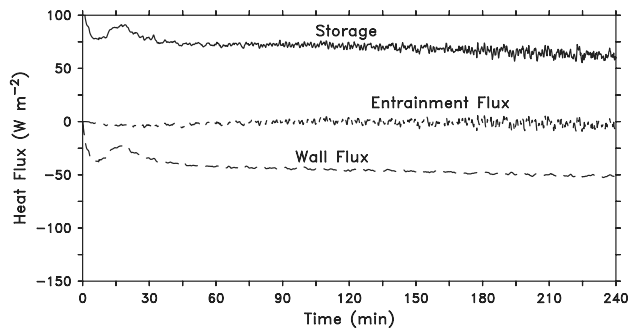 100
Storage
50
Entrainment Flux
0
Wall Flux
−50
−100
−150
Heat Flux (W m−2)
0 30 60 90 120 150 180 210 240
Time (min)